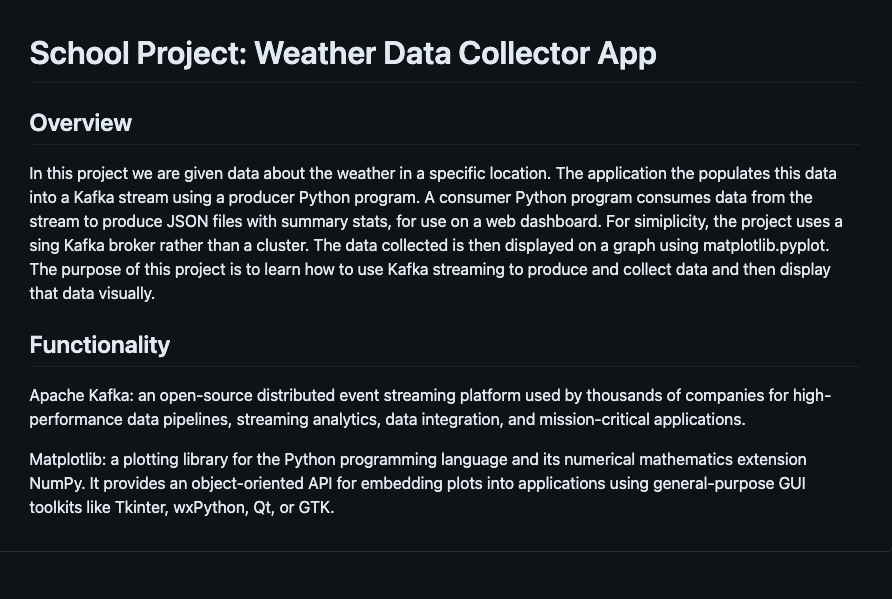 School Project: Weather Data Collector App
Overview
In this project we are given data about the weather in a specific location. The application the populates this data
into a Kafka stream using a producer Python program. A consumer Python program consumes data from the
stream to produce JSON files with summary stats, for use on a web dashboard. For simiplicity, the project uses a
sing Kafka broker rather than a cluster. The data collected is then displayed on a graph using matplotlib.pyplot.
The purpose of this project is to learn how to use Kafka streaming to produce and collect data and then display
that data visually.
Functionality
Apache Kafka: an open-source distributed event streaming platform used by thousands of companies for high-
performance data pipelines, streaming analytics, data integration, and mission-critical applications.
Matplotlib: a plotting library for the Python programming language and its numerical mathematics extension
NumPy. It provides an object-oriented API for embedding plots into applications using general-purpose GUI
toolkits like Tkinter, wxPython, Qt, or GTK.